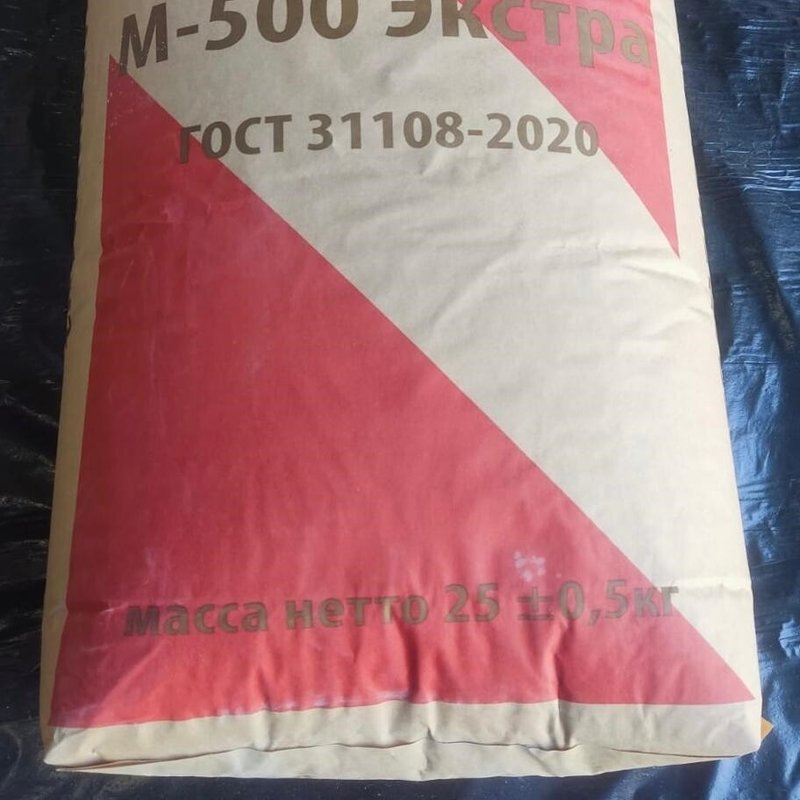 М-500 Экстра
ГОСТ 31108-2020
масса нетто 25 ±0,5кг